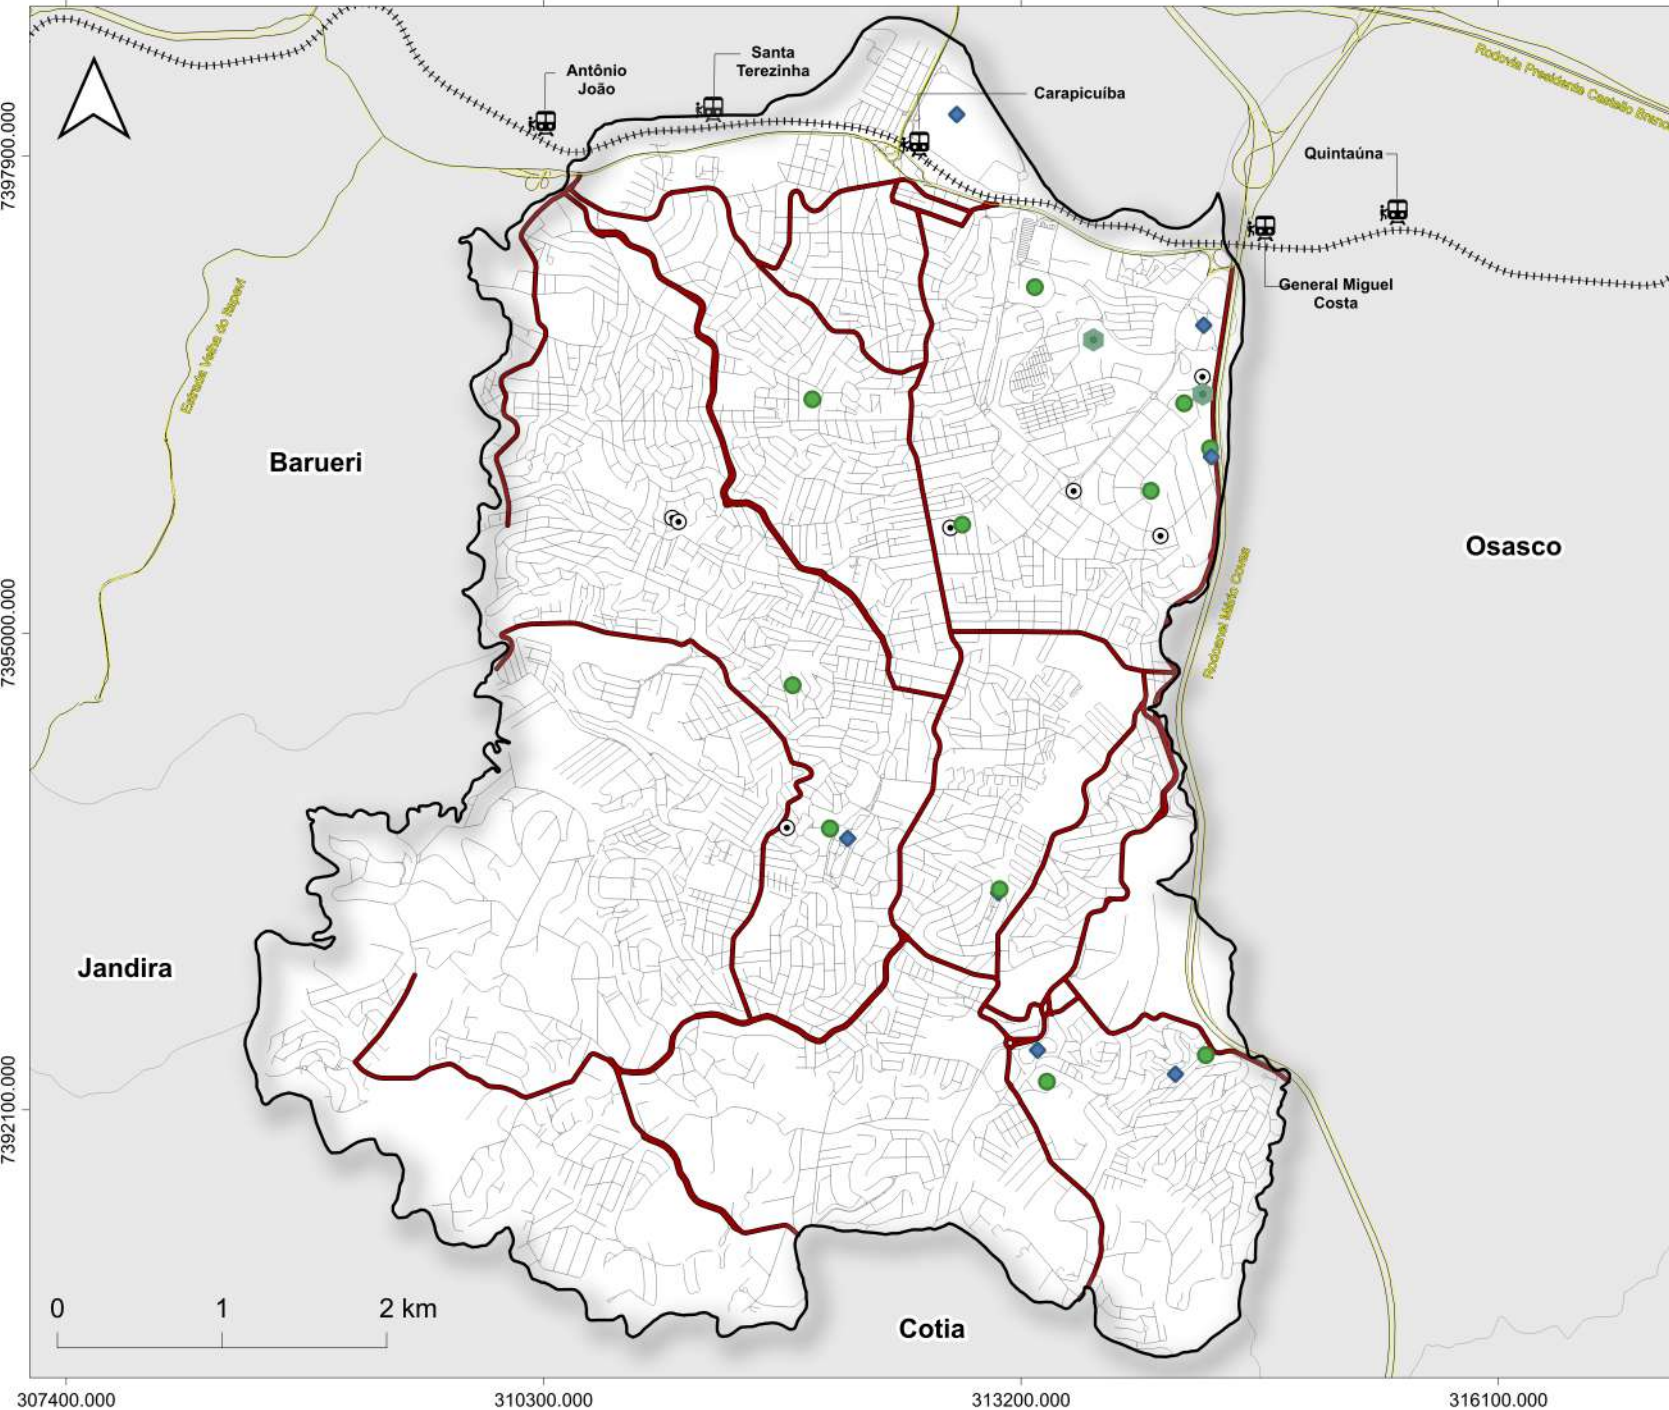 Santa
Terezinha
Antônio
João
Carapicuíba
Rodovia Presidente Castello Branco
Quintaúna
General Miguel
Costa
Estrada Velha do Itapevi
Barueri
Osasco
Rodoanel Mário Covas
Jandira
Cotia
7397900.000
7395000.000
7392100.000
0 1 2 km
307400.000 310300.000 313200.000 316100.000